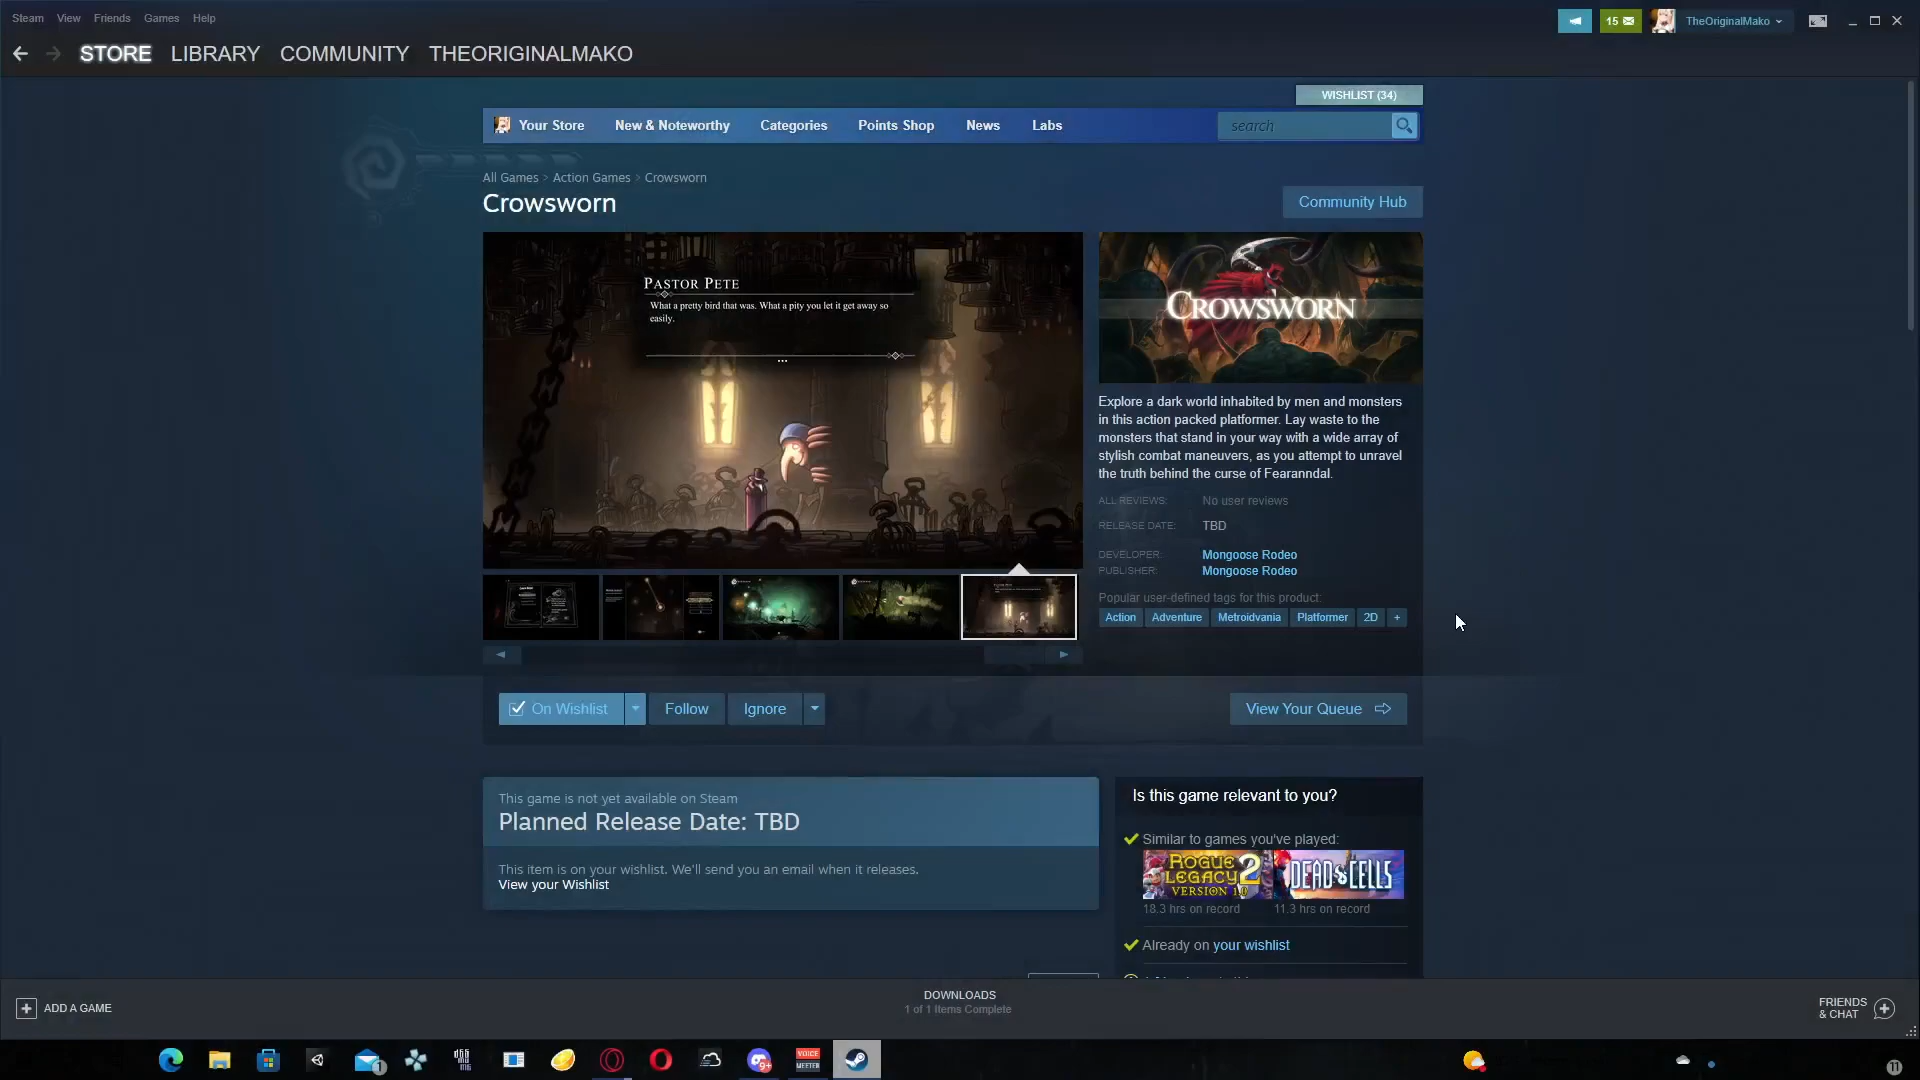 Steam View Friends Games Help
15
TheOriginalMako
STORE LIBRARY COMMUNITY THEORIGINALMAKO
WISHLIST (34)
Your Store New & Noteworthy Categories Points Shop News Labs
search
All Games > Action Games > Crowsworn
Crowsworn
Community Hub
PASTOR PETE
What a pretty bird that was. What a pity you let it get away so
easily.
...
CROWSWORN
Explore a dark world inhabited by men and monsters
in this action packed platformer. Lay waste to the
monsters that stand in your way with a wide array of
stylish combat maneuvers, as you attempt to unravel
the truth behind the curse of Fearanndal.
ALL REVIEWS: No user reviews
RELEASE DATE: TBD
DEVELOPER: Mongoose Rodeo
PUBLISHER: Mongoose Rodeo
Popular user-defined tags for this product:
Action Adventure Metroidvania Platformer 2D +
On Wishlist Follow Ignore
View Your Queue
This game is not yet available on Steam
Planned Release Date: TBD
This item is on your wishlist. We'll send you an email when it releases.
View your Wishlist
Is this game relevant to you?
Similar to games you've played:
ROGUE LEGACY 2 VERSION 1.0
DEAD CELLS
18.3 hrs on record 11.3 hrs on record
Already on your wishlist
ADD A GAME
DOWNLOADS
1 of 1 Items Complete
FRIENDS
& CHAT
1
9+
VOICE
MEETER
11